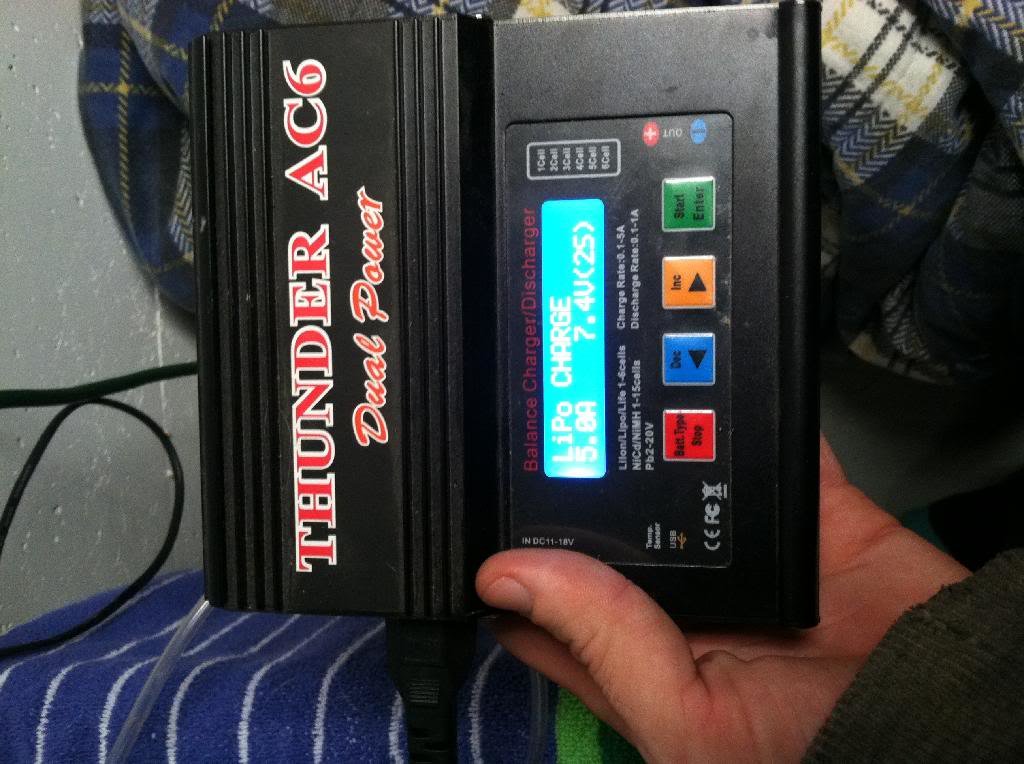 THUNDER AC6
Dual Power
Balance Charger/Discharger
LiPo CHARGE
5.0A 7.4V(2S)
1Cell
2Cell
3Cell
4Cell
5Cell
6Cell
LiIon/Lipo/Life 1-6cells Charge Rate:0.1-5A
NiCd/NiMH 1-15cells Discharge Rate:0.1-1A
Pb2-20V
IN DC11-18V
Temp.
Sensor
USB
CE FC
Batt.Type
Stop
Dec
Inc
Start
Enter
+ OUT -